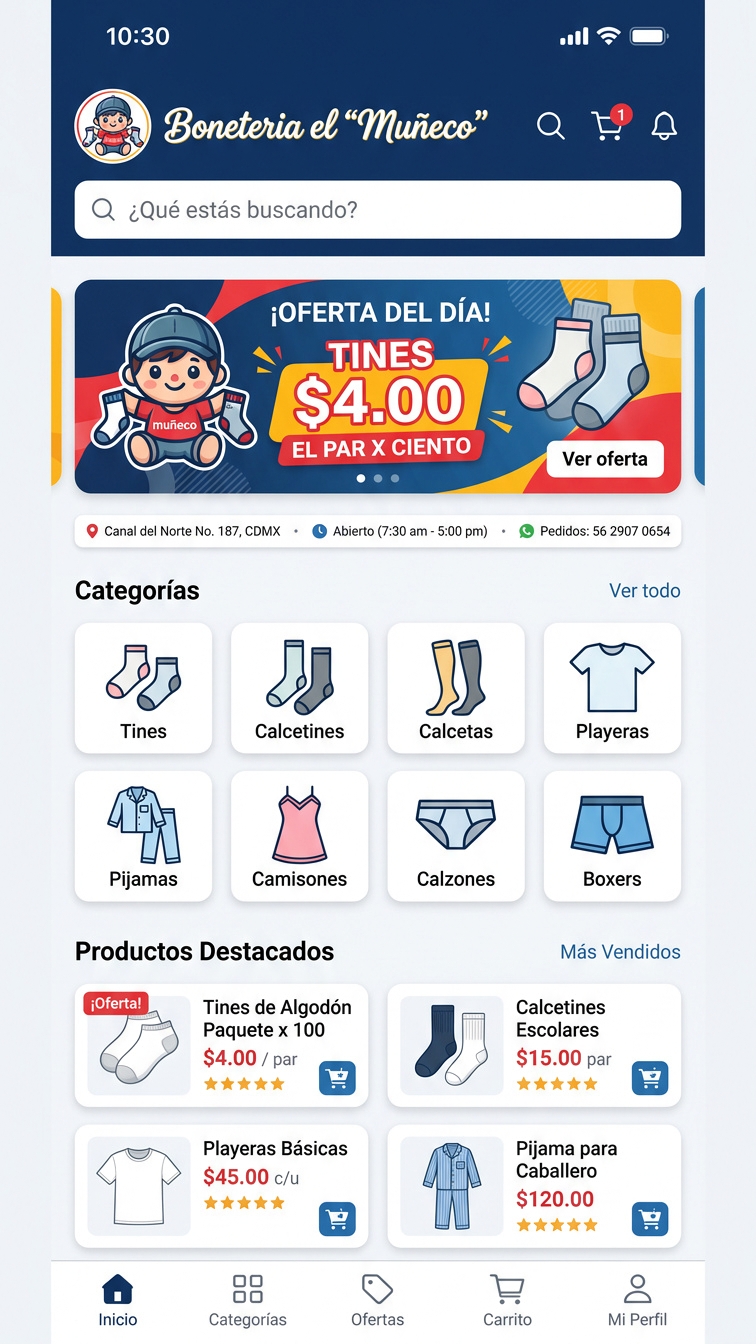 10:30
Boneteria el “Muñeco”
1
¿Qué estás buscando?
¡OFERTA DEL DÍA!
TINES
$4.00
EL PAR X CIENTO
muñeco
Ver oferta
Canal del Norte No. 187, CDMX • Abierto (7:30 am - 5:00 pm) • Pedidos: 56 2907 0654
Categorías
Ver todo
Tines
Calcetines
Calcetas
Playeras
Pijamas
Camisones
Calzones
Boxers
Productos Destacados
Más Vendidos
¡Oferta!
Tines de Algodón
Paquete x 100
$4.00 / par
Calcetines
Escolares
$15.00 par
Playeras Básicas
$45.00 c/u
Pijama para
Caballero
$120.00
Inicio
Categorías
Ofertas
Carrito
Mi Perfil